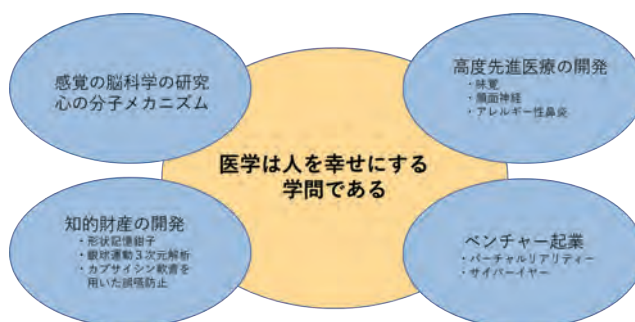 感覚の脳科学の研究
心の分子メカニズム
高度先進医療の開発
・味覚
・顔面神経
・アレルギー性鼻炎
医学は人を幸せにする
学問である
知的財産の開発
・形状記憶鉗子
・眼球運動３次元解析
・カプサイシン軟膏を
用いた誤嚥防止
ベンチャー起業
・バーチャルリアリティー
・サイバーイヤー